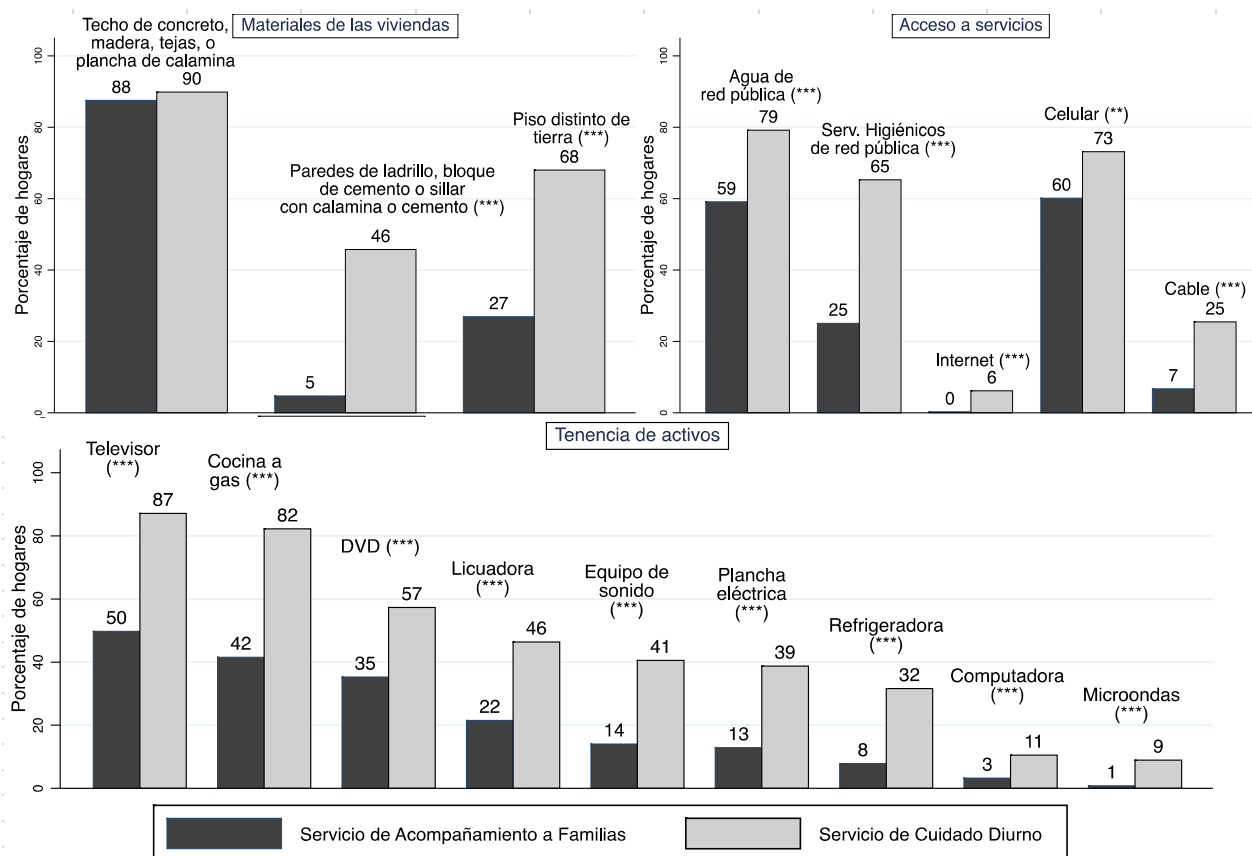 Materiales de las viviendas
Techo de concreto,
madera, tejas, o
plancha de calamina
88
90
Paredes de ladrillo, bloque
de cemento o sillar
con calamina o cemento (***)
5
46
Piso distinto de
tierra (***)
27
68
Porcentaje de hogares
0
20
40
60
80
100
Acceso a servicios
Agua de
red pública (***)
59
79
Serv. Higiénicos
de red pública (***)
25
65
Internet (***)
0
6
Celular (**)
60
73
Cable (***)
7
25
Porcentaje de hogares
0
20
40
60
80
100
Tenencia de activos
Televisor
(***)
50
87
Cocina a
gas (***)
42
82
DVD (***)
35
57
Licuadora
(***)
22
46
Equipo de
sonido
(***)
14
41
Plancha
eléctrica
(***)
13
39
Refrigeradora
(***)
8
32
Computadora
(***)
3
11
Microondas
(***)
1
9
Porcentaje de hogares
0
20
40
60
80
100
Servicio de Acompañamiento a Familias
Servicio de Cuidado Diurno